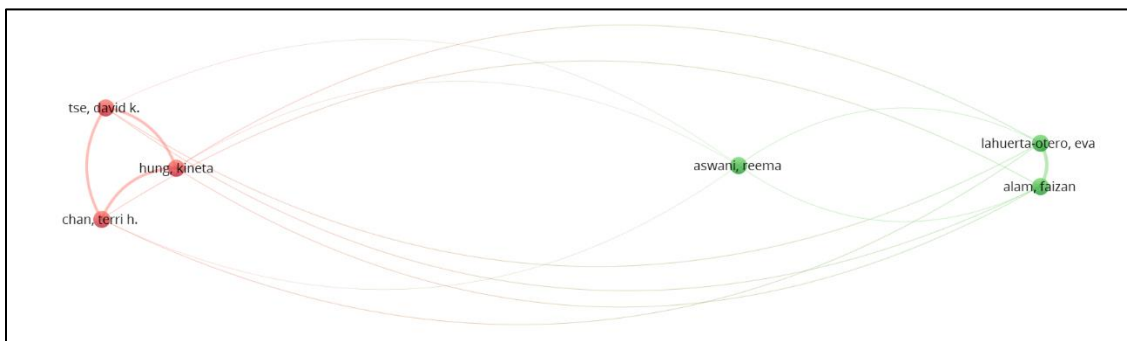 tse, david k.
hung, kineta
chan, terri h.
aswani, reema
lahuerta-otero, eva
alam, faizan